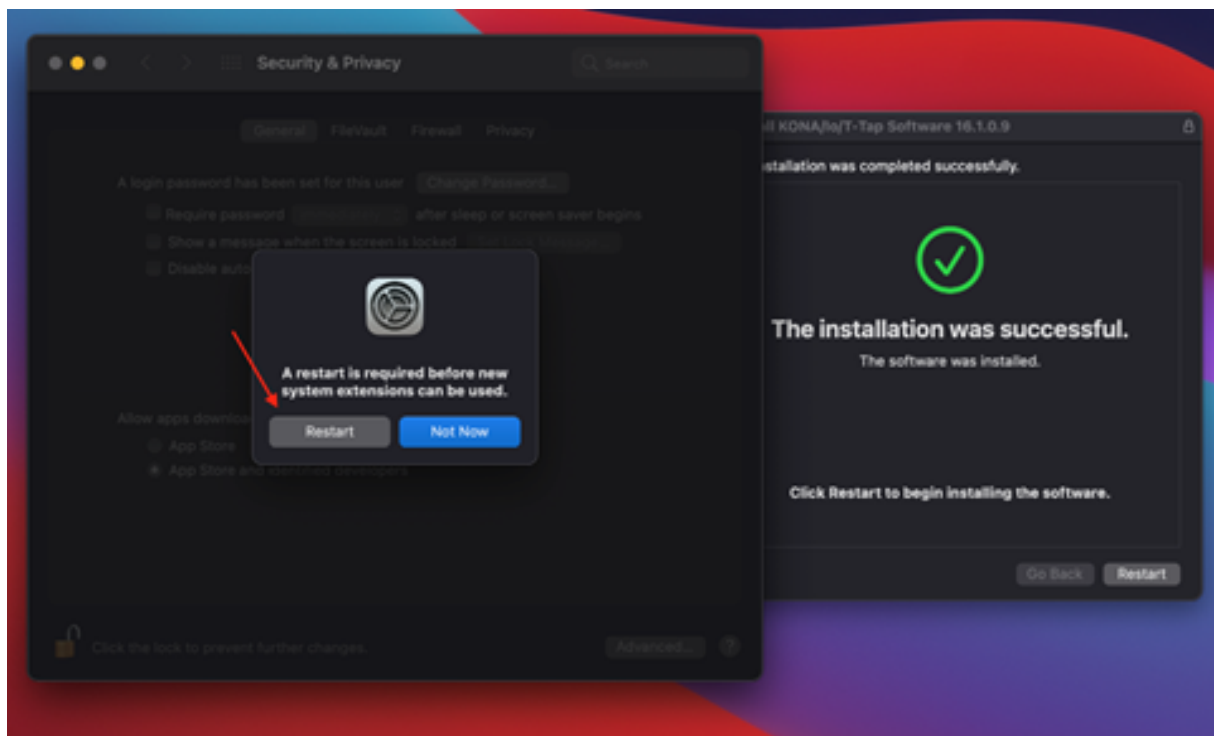 Security & Privacy
Search
General FileVault Firewall Privacy
A login password has been set for this user Change Password...
Require password after sleep or screen saver begins
Show a message when the screen is locked
Disable auto
A restart is required before new
system extensions can be used.
Restart Not Now
Allow apps download
App Store
App Store and identified developers
Click the lock to prevent further changes.
Advanced... ?
ll KONA/Io/T-Tap Software 16.1.0.9
stallation was completed successfully.
The installation was successful.
The software was installed.
Click Restart to begin installing the software.
Go Back Restart